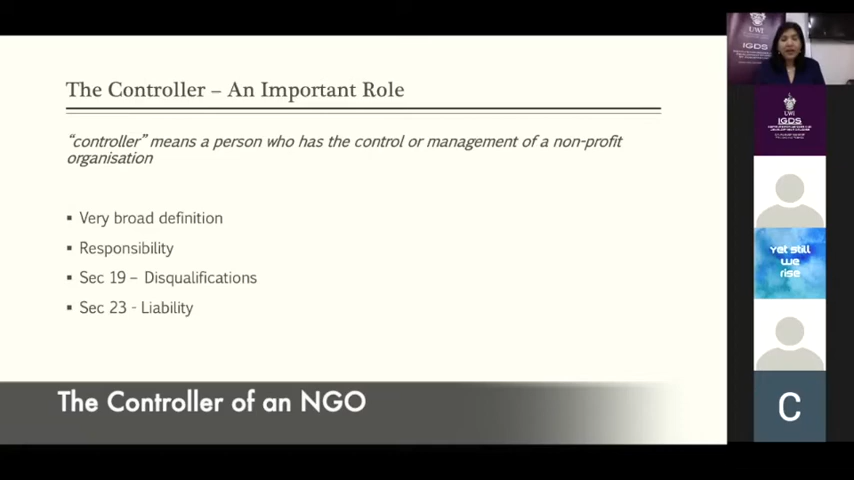 The Controller – An Important Role
“controller” means a person who has the control or management of a non-profit
organisation
▪ Very broad definition
▪ Responsibility
▪ Sec 19 – Disqualifications
▪ Sec 23 - Liability
The Controller of an NGO
UWI
IGDS
UWI
IGDS
Yet still
we
rise
C